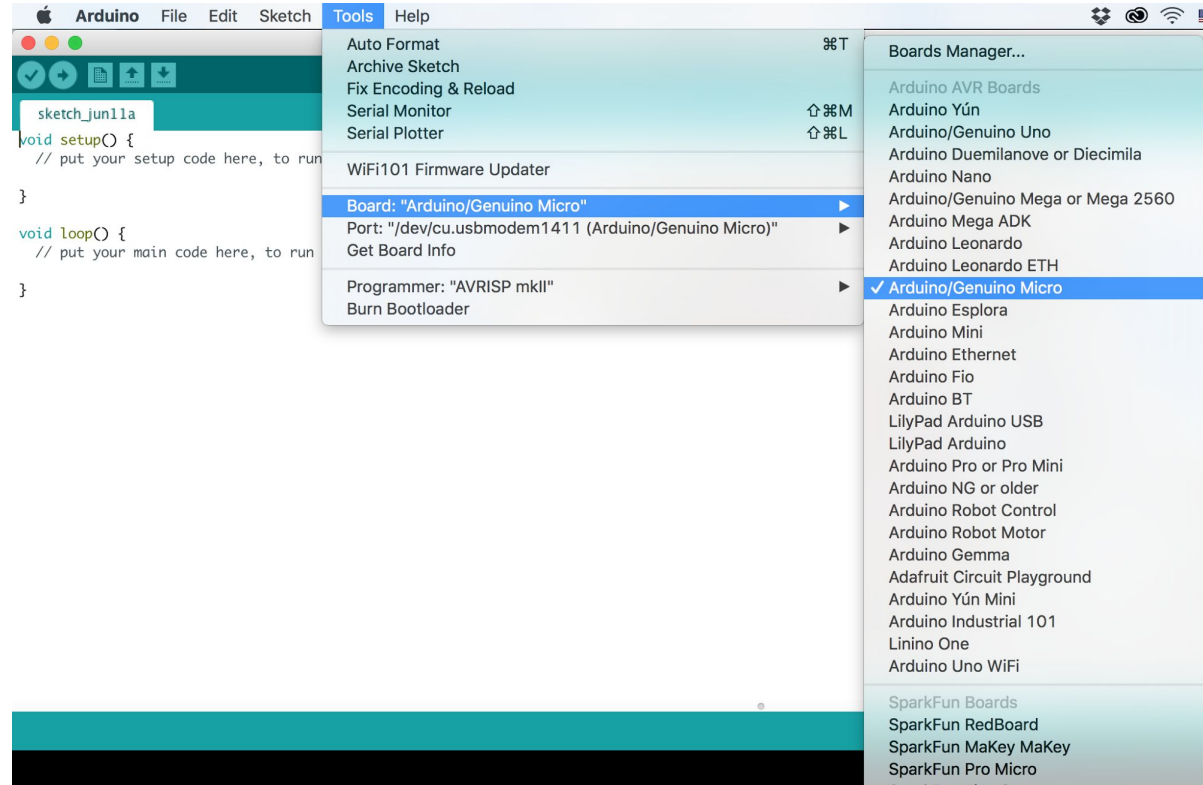 Arduino File Edit Sketch Tools Help
sketch_jun11a
void setup() {
// put your setup code here, to run
}
void loop() {
// put your main code here, to run
}
Auto Format ⌘T
Archive Sketch
Fix Encoding & Reload
Serial Monitor ⇧⌘M
Serial Plotter ⇧⌘L
WiFi101 Firmware Updater
Board: "Arduino/Genuino Micro"
Port: "/dev/cu.usbmodem1411 (Arduino/Genuino Micro)"
Get Board Info
Programmer: "AVRISP mkII"
Burn Bootloader
Boards Manager...
Arduino AVR Boards
Arduino Yún
Arduino/Genuino Uno
Arduino Duemilanove or Diecimila
Arduino Nano
Arduino/Genuino Mega or Mega 2560
Arduino Mega ADK
Arduino Leonardo
Arduino Leonardo ETH
✓ Arduino/Genuino Micro
Arduino Esplora
Arduino Mini
Arduino Ethernet
Arduino Fio
Arduino BT
LilyPad Arduino USB
LilyPad Arduino
Arduino Pro or Pro Mini
Arduino NG or older
Arduino Robot Control
Arduino Robot Motor
Arduino Gemma
Adafruit Circuit Playground
Arduino Yún Mini
Arduino Industrial 101
Linino One
Arduino Uno WiFi
SparkFun Boards
SparkFun RedBoard
SparkFun MaKey MaKey
SparkFun Pro Micro